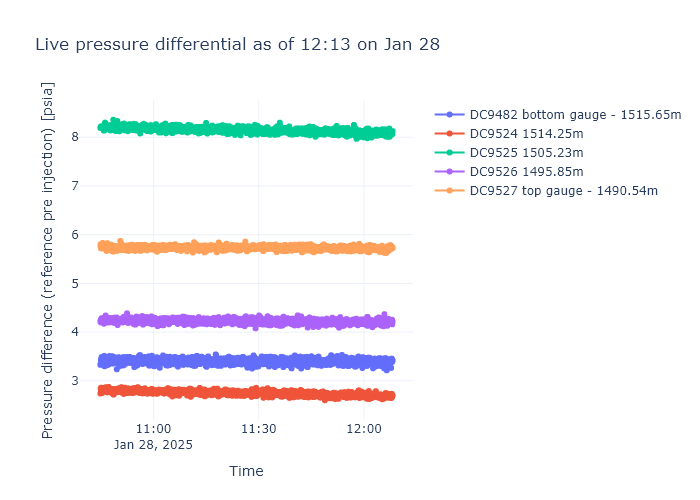 Live pressure differential as of 12:13 on Jan 28
Pressure difference (reference pre injection) [psia]
8
7
6
5
4
3
11:00
Jan 28, 2025
11:30
12:00
Time
DC9482 bottom gauge - 1515.65m
DC9524 1514.25m
DC9525 1505.23m
DC9526 1495.85m
DC9527 top gauge - 1490.54m